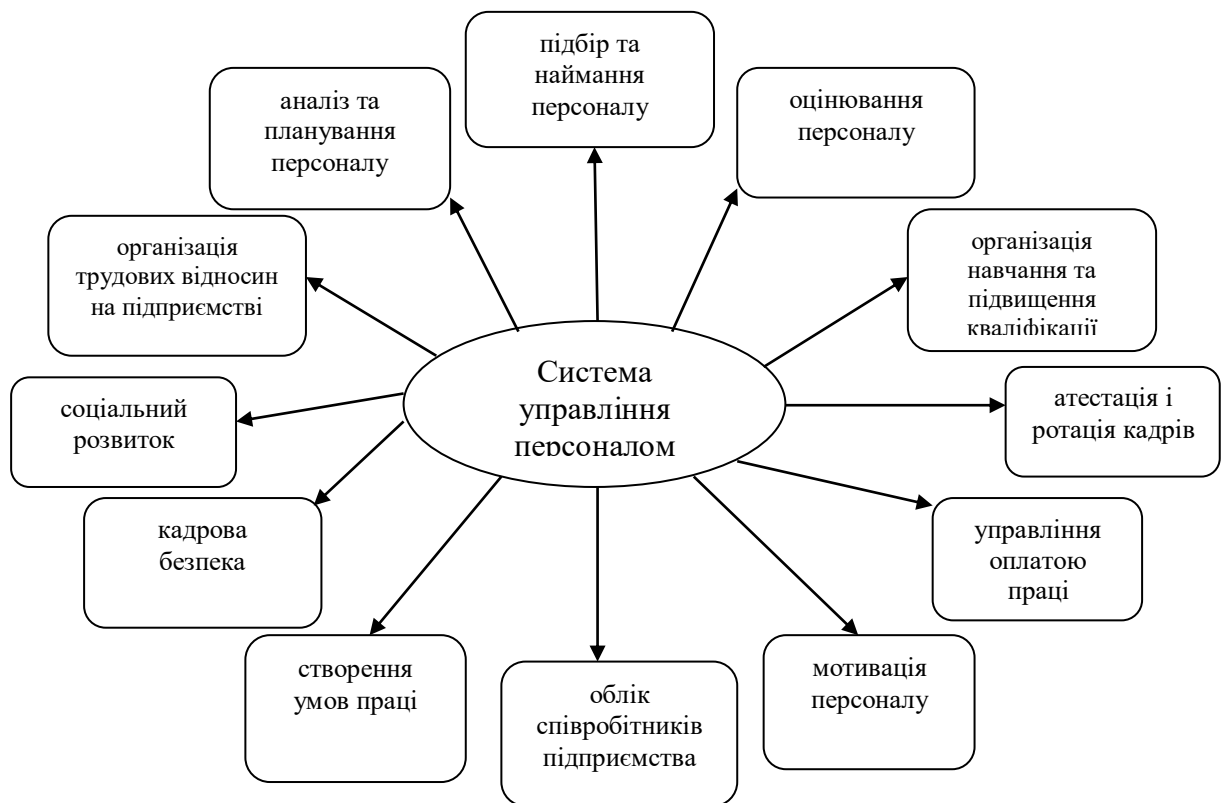 підбір та
наймання
персоналу
аналіз та
планування
персоналу
оцінювання
персоналу
організація
трудових відносин
на підприємстві
організація
навчання та
підвищення
кваліфікації
Система
управління
персоналом
соціальний
розвиток
атестація і
ротація кадрів
кадрова
безпека
управління
оплатою
праці
створення
умов праці
облік
співробітників
підприємства
мотивація
персоналу